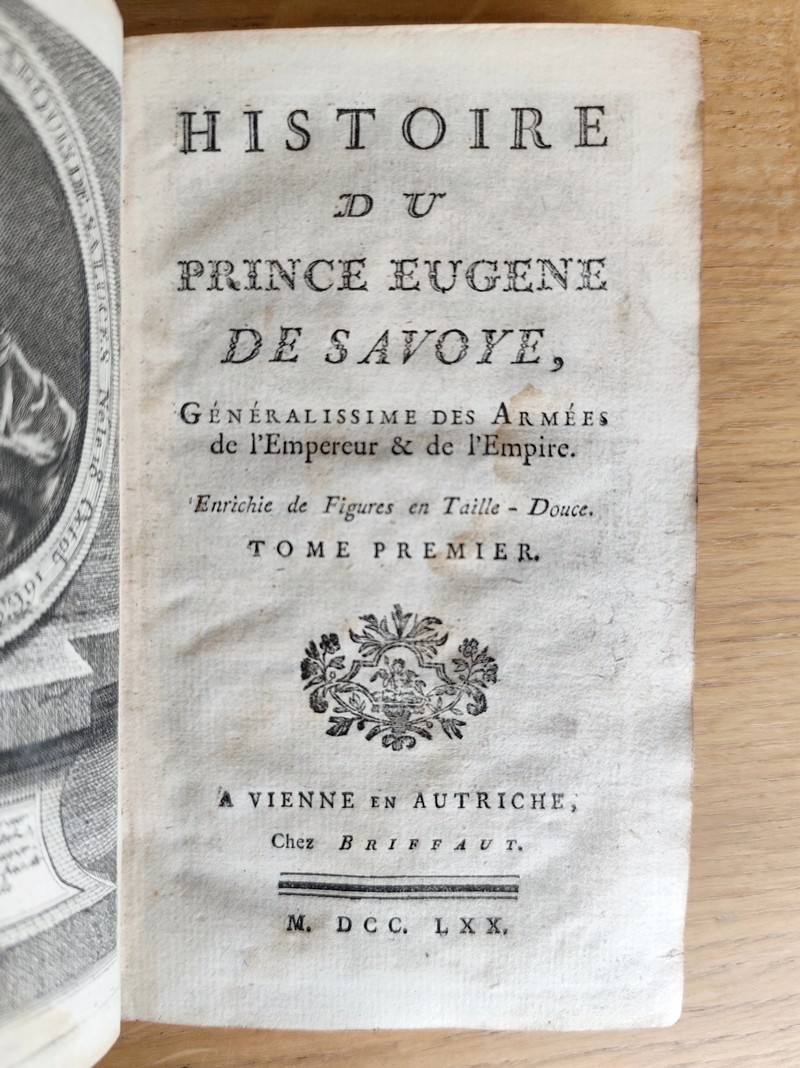 HISTOIRE
DU
PRINCE EUGENE
DE SAVOYE,
GÉNÉRALISSIME DES ARMÉES
de l'Empereur & de l'Empire.
Enrichie de Figures en Taille-Douce.
TOME PREMIER.
A VIENNE EN AUTRICHE,
Chez BRIFFAUT.
M. DCC. LXX.